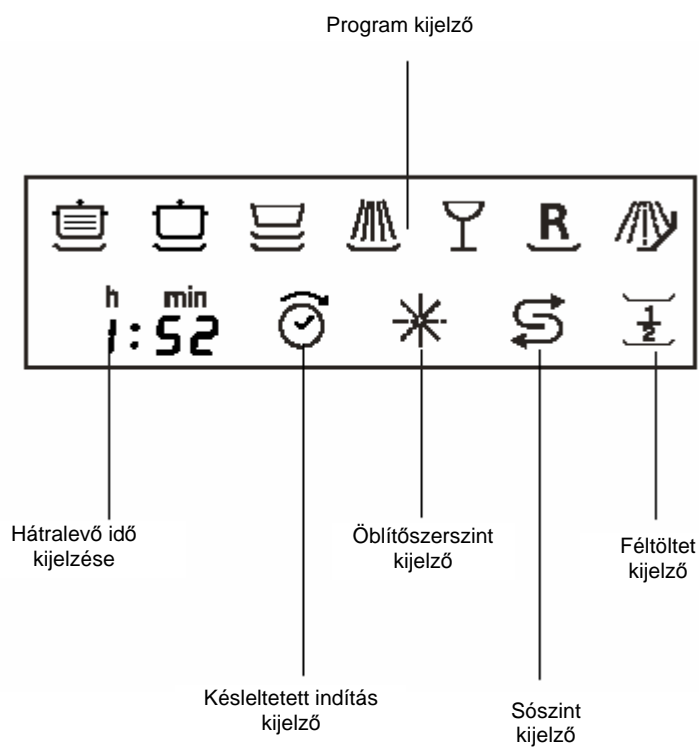 Program kijelző
R
h min
1:52
1
2
Hátralevő idő
kijelzése
Öblítőszerszint
kijelző
Féltöltet
kijelző
Késleltetett indítás
kijelző
Sószint
kijelző